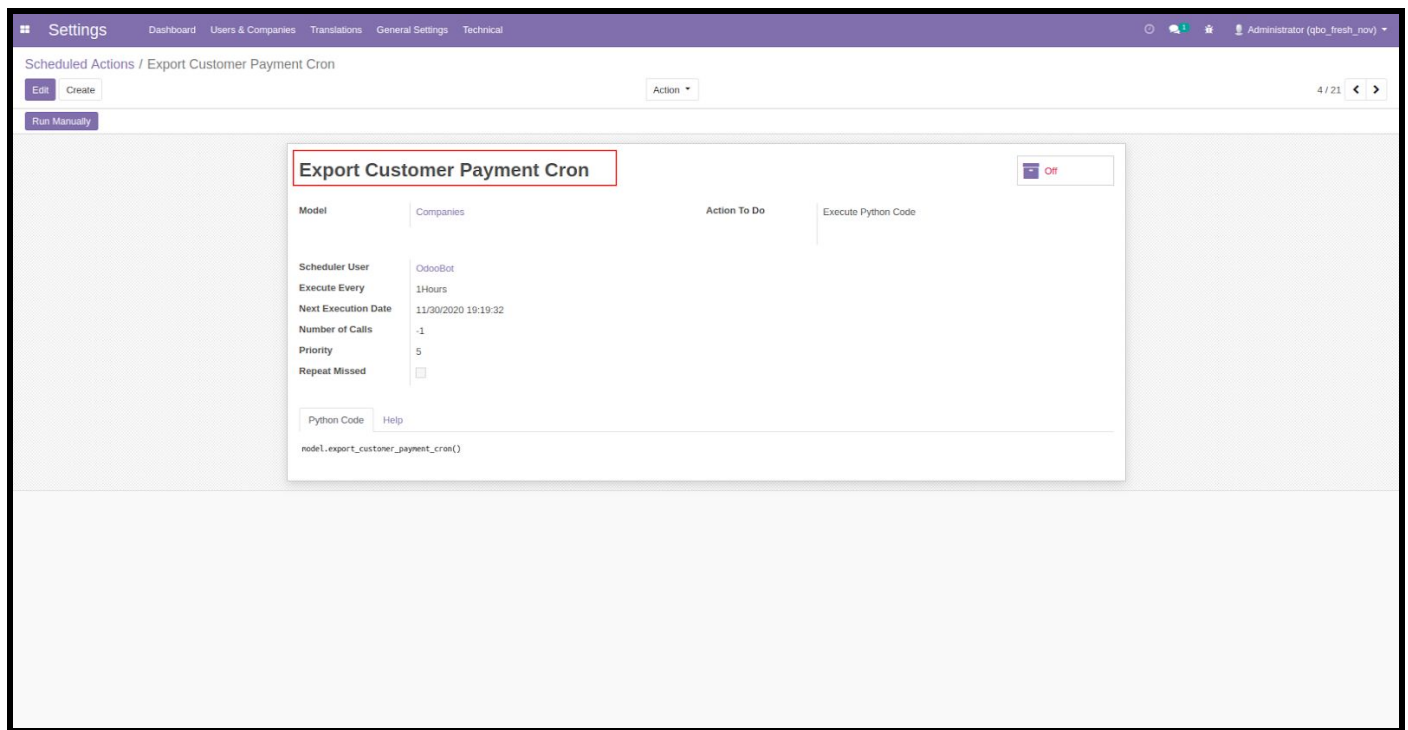 Settings Dashboard Users & Companies Translations General Settings Technical 1 Administrator (qbo_fresh_nov)
Scheduled Actions / Export Customer Payment Cron
Edit Create Action 4 / 21
Run Manually
Export Customer Payment Cron Off
Model Companies Action To Do Execute Python Code
Scheduler User OdooBot
Execute Every 1Hours
Next Execution Date 11/30/2020 19:19:32
Number of Calls -1
Priority 5
Repeat Missed
Python Code Help
model.export_customer_payment_cron()